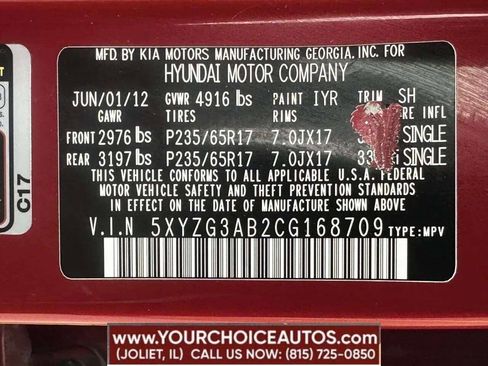 MFD. BY KIA MOTORS MANUFACTURING GEORGIA, INC. FOR
HYUNDAI MOTOR COMPANY
JUN/01/12 GVWR 4916 lbs PAINT IYR TRIM SH
GAWR TIRES RIMS INFL
FRONT 2976 lbs P235/65R17 7.0JX17 SINGLE
REAR 3197 lbs P235/65R17 7.0JX17 SINGLE
THIS VEHICLE CONFORMS TO ALL APPLICABLE U.S.A. FEDERAL
MOTOR VEHICLE SAFETY AND THEFT PREVENTION STANDARDS
IN EFFECT ON THE DATE OF MANUFACTURE SHOWN ABOVE.
V.I.N 5XYZG3AB2CG168709 TYPE:MPV
C17
WWW.YOURCHOICEAUTOS.COM
(JOLIET, IL) CALL US NOW! (815) 725-0850